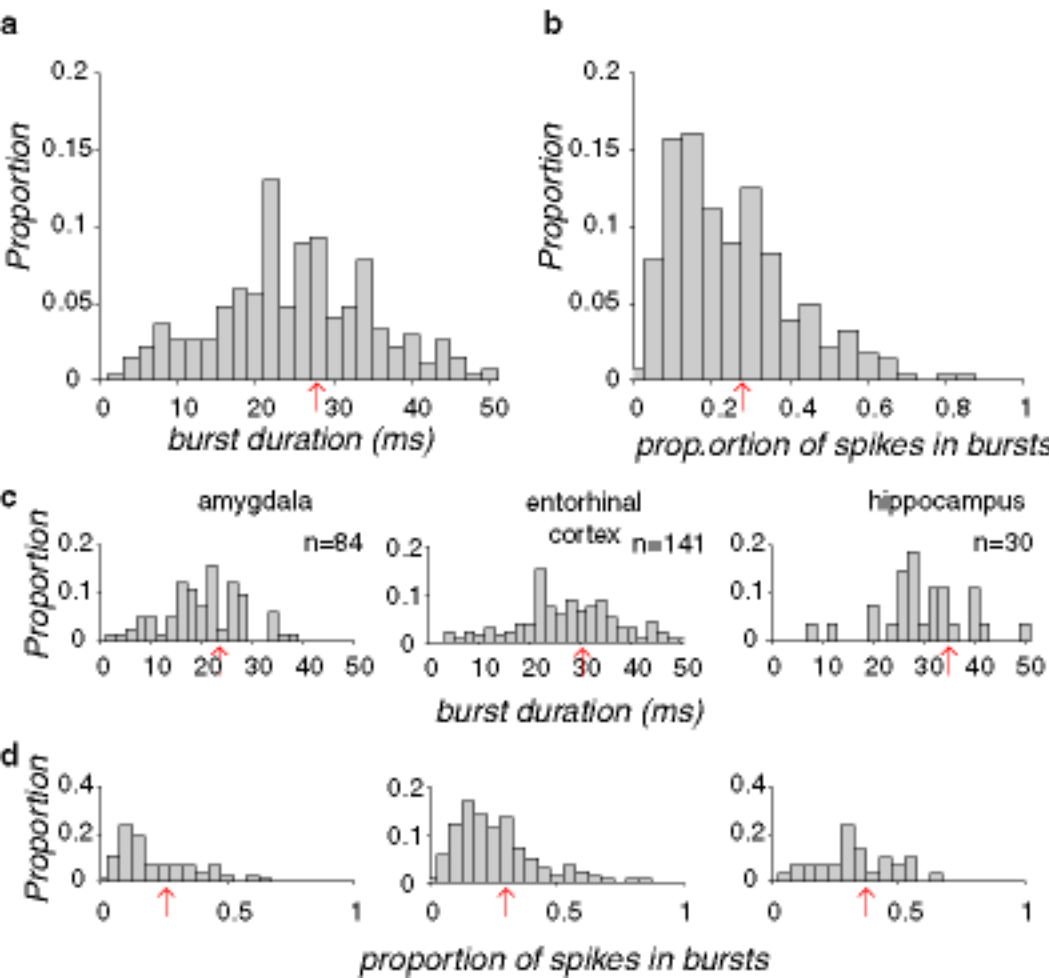 a
b
0.2
0.15
0.1
0.05
0
Proportion
0 10 20 30 40 50
burst duration (ms)
0.2
0.15
0.1
0.05
0
Proportion
0 0.2 0.4 0.6 0.8 1
prop.ortion of spikes in bursts
c
amygdala
n=84
0.2
0.1
0
Proportion
0 10 20 30 40 50
entorhinal
cortex n=141
0.2
0.1
0
0 10 20 30 40 50
hippocampus
n=30
0.2
0.1
0
0 10 20 30 40 50
burst duration (ms)
d
0.4
0.2
0
Proportion
0 0.5 1
0.2
0.1
0
0 0.5 1
0.4
0.2
0
0 0.5 1
proportion of spikes in bursts